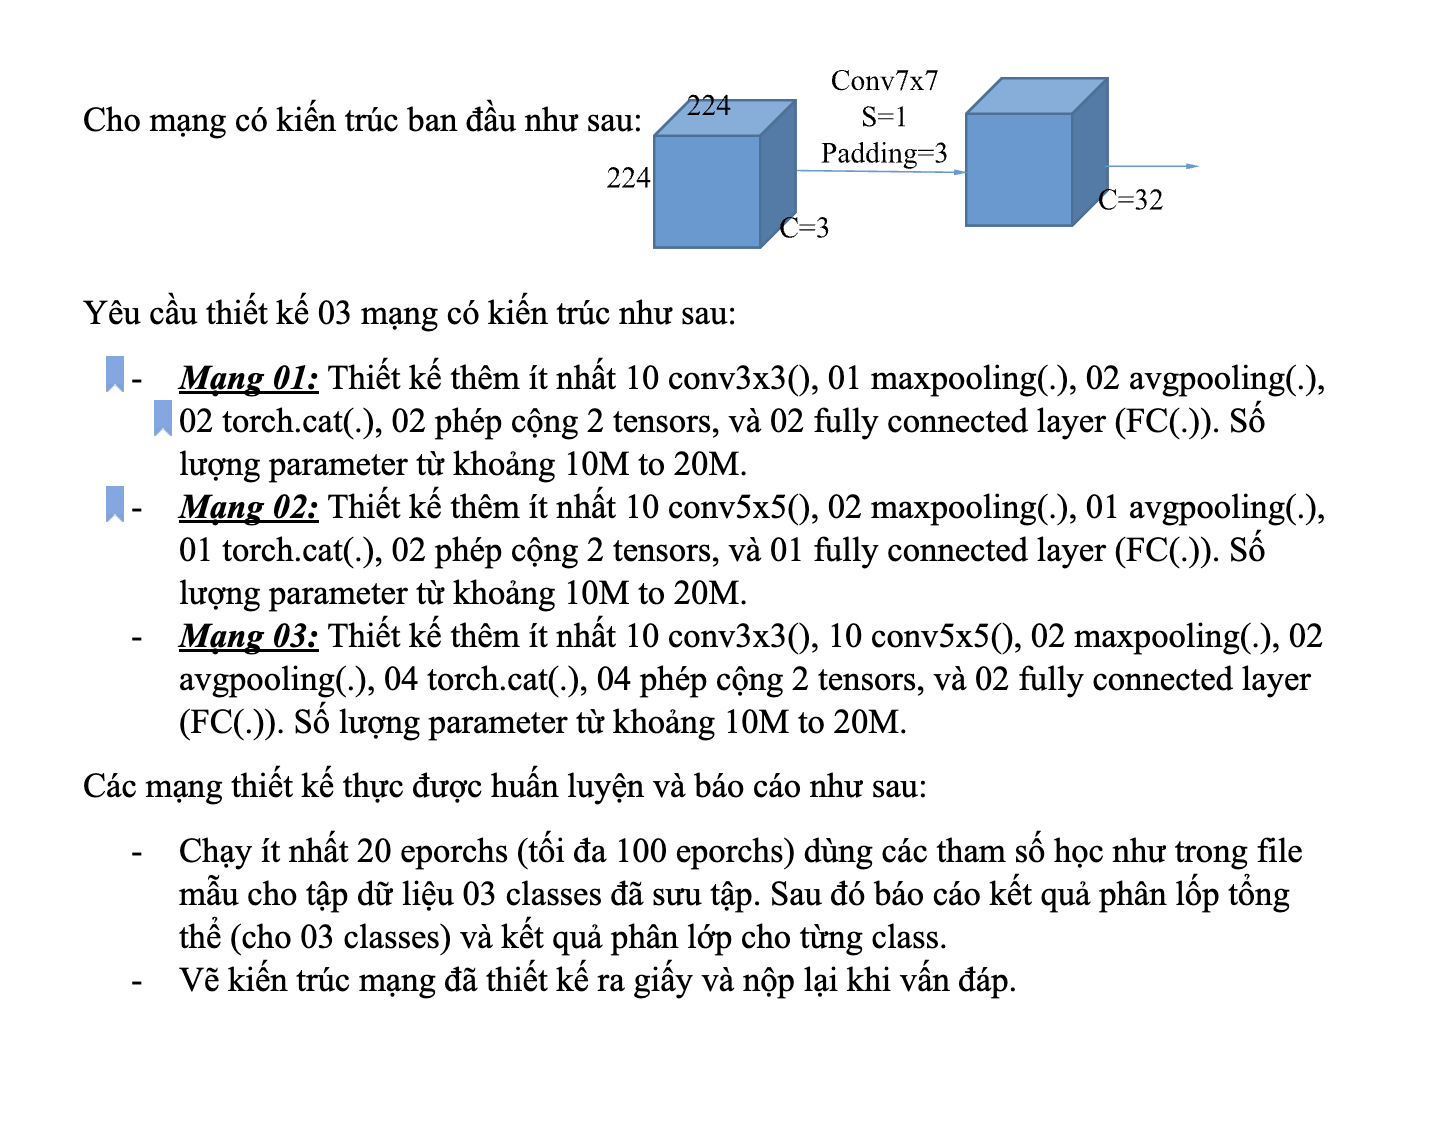 Cho mạng có kiến trúc ban đầu như sau:
224
224
C=3
Conv7x7
S=1
Padding=3
C=32
Yêu cầu thiết kế 03 mạng có kiến trúc như sau:
- Mạng 01: Thiết kế thêm ít nhất 10 conv3x3(), 01 maxpooling(.), 02 avgpooling(.),
02 torch.cat(.), 02 phép cộng 2 tensors, và 02 fully connected layer (FC(.)). Số
lượng parameter từ khoảng 10M to 20M.
- Mạng 02: Thiết kế thêm ít nhất 10 conv5x5(), 02 maxpooling(.), 01 avgpooling(.),
01 torch.cat(.), 02 phép cộng 2 tensors, và 01 fully connected layer (FC(.)). Số
lượng parameter từ khoảng 10M to 20M.
- Mạng 03: Thiết kế thêm ít nhất 10 conv3x3(), 10 conv5x5(), 02 maxpooling(.), 02
avgpooling(.), 04 torch.cat(.), 04 phép cộng 2 tensors, và 02 fully connected layer
(FC(.)). Số lượng parameter từ khoảng 10M to 20M.
Các mạng thiết kế thực được huấn luyện và báo cáo như sau:
- Chạy ít nhất 20 eporchs (tối đa 100 eporchs) dùng các tham số học như trong file
mẫu cho tập dữ liệu 03 classes đã sưu tập. Sau đó báo cáo kết quả phân lốp tổng
thể (cho 03 classes) và kết quả phân lớp cho từng class.
- Vẽ kiến trúc mạng đã thiết kế ra giấy và nộp lại khi vấn đáp.